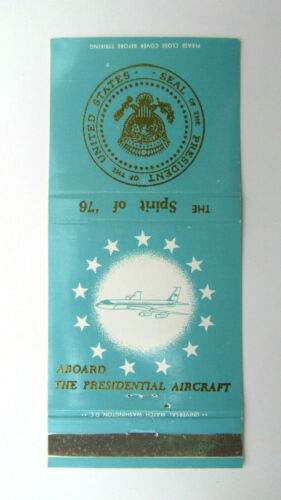 PLEASE CLOSE COVER BEFORE STRIKING
SEAL OF THE PRESIDENT OF THE UNITED STATES
THE Spirit of '76
ABOARD
THE PRESIDENTIAL AIRCRAFT
** UNIVERSAL MATCH WASHINGTON D.C. **